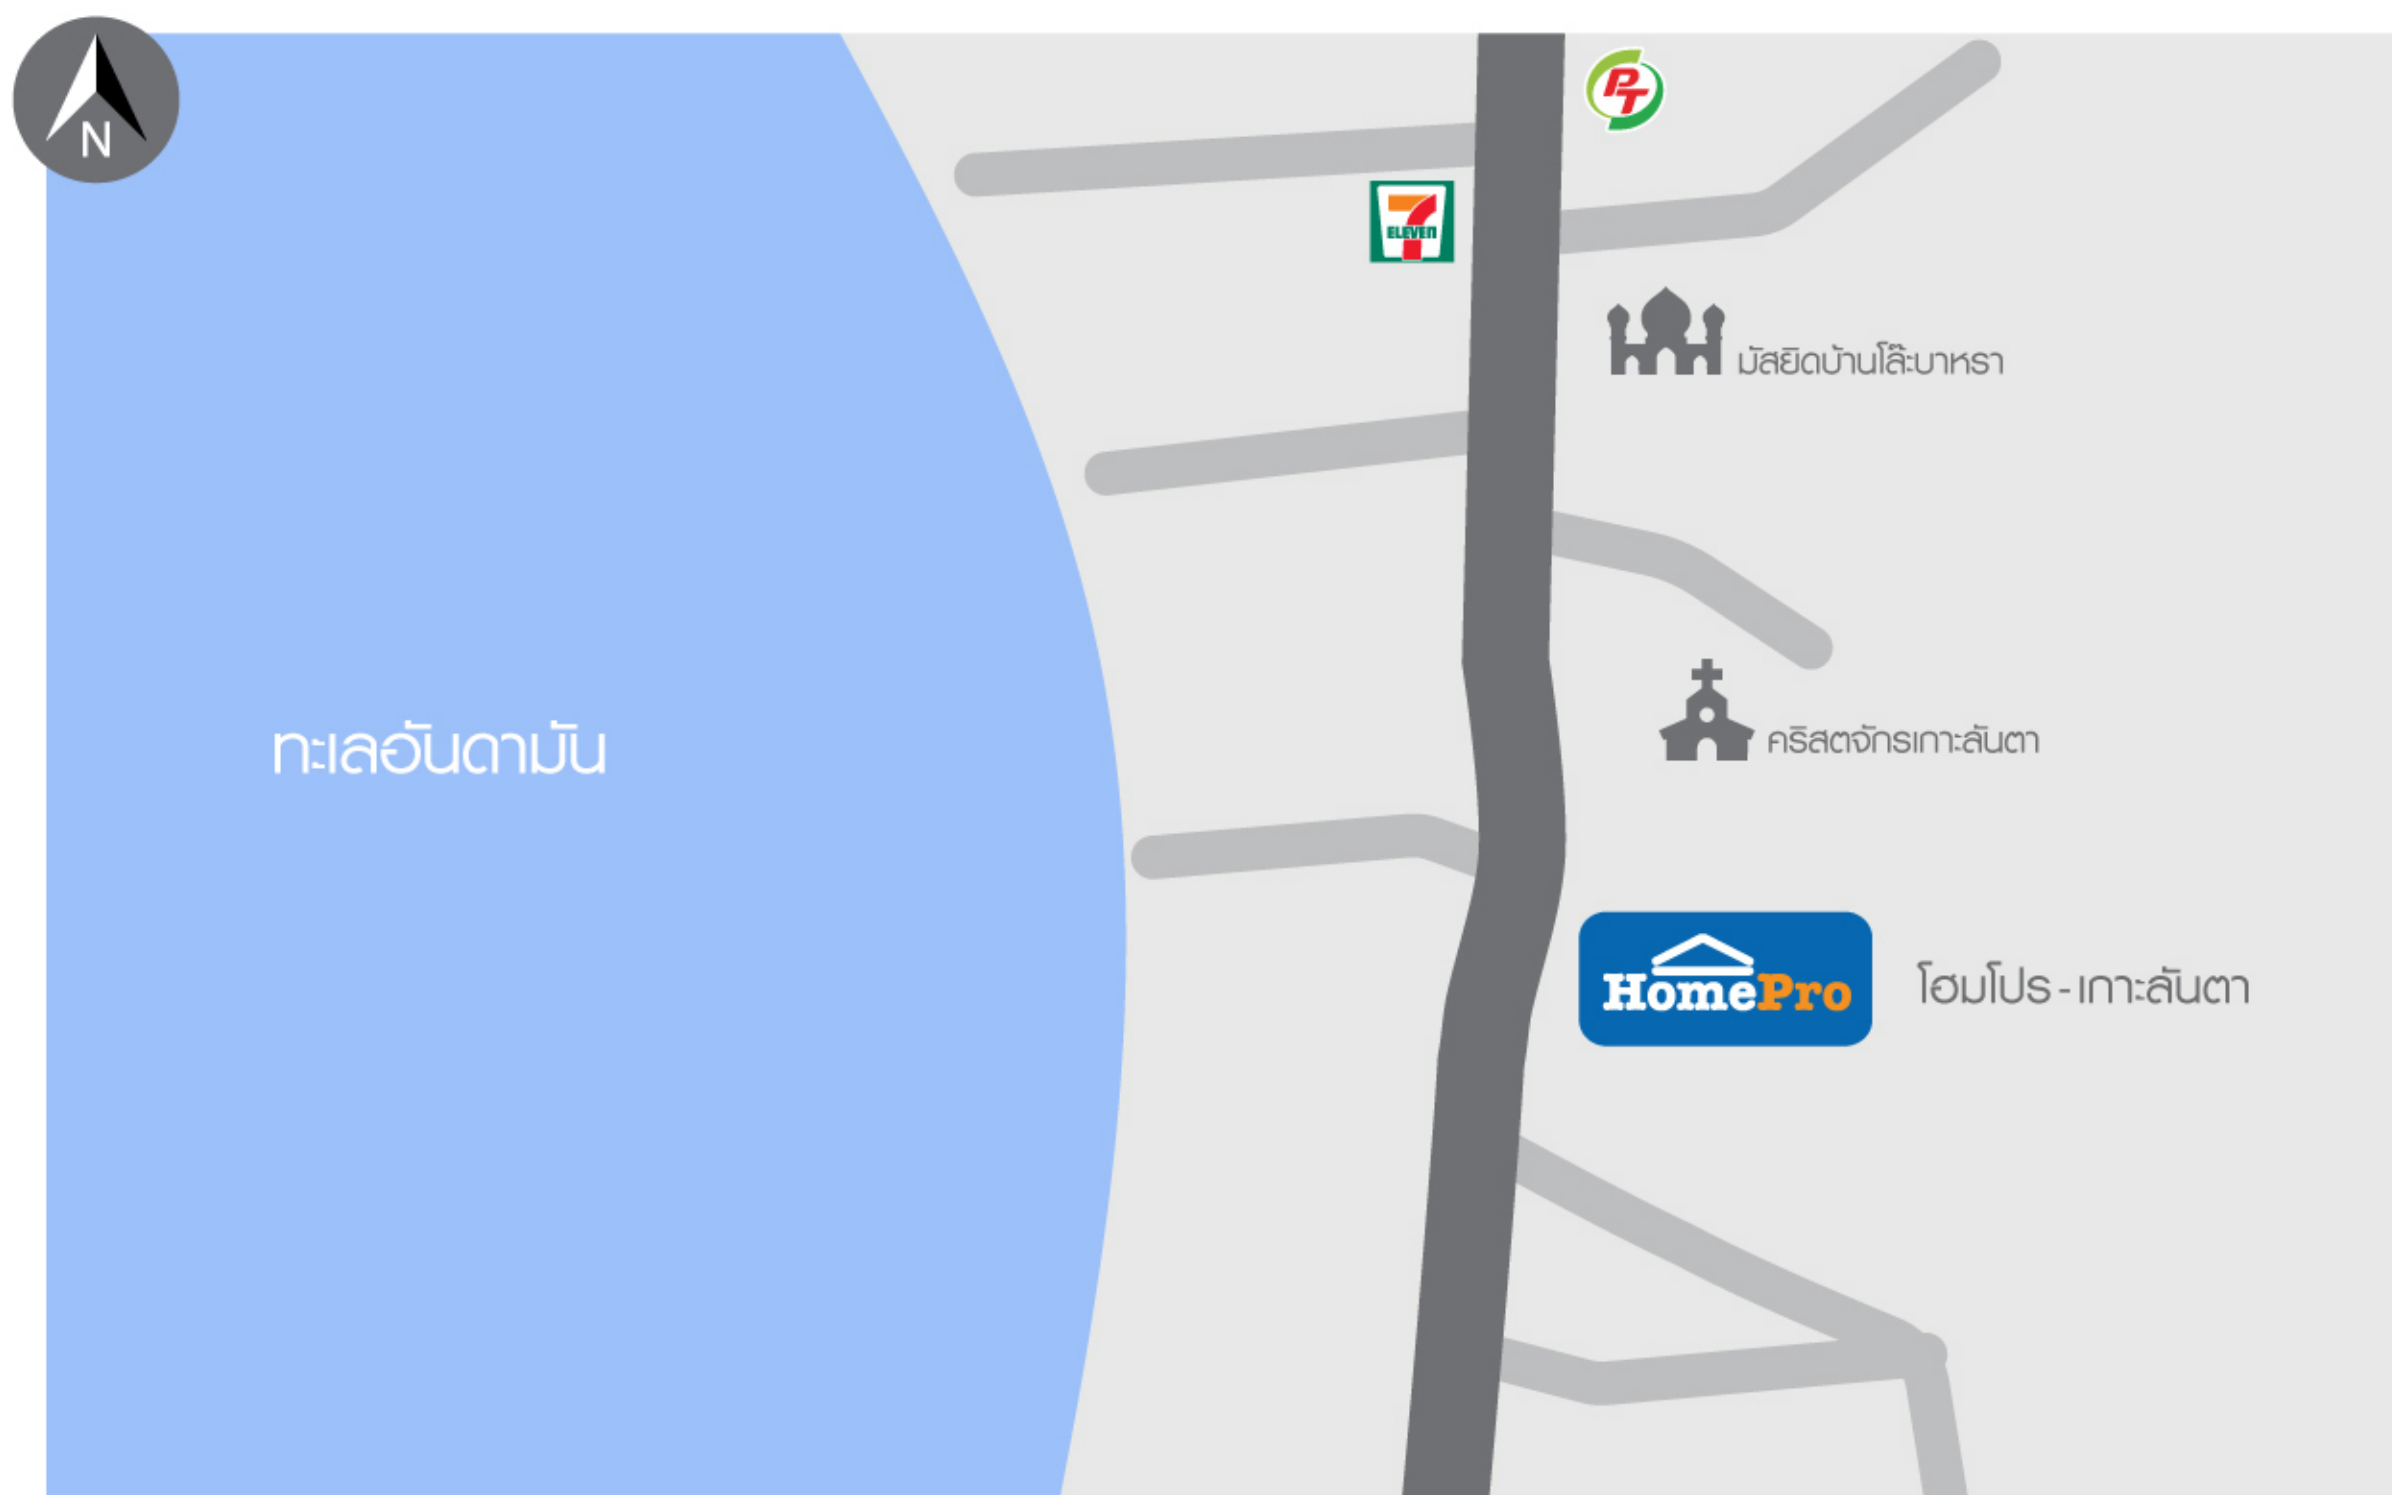 N
PT
7
ELEVEn
มัสยิดบ้านโล๊ะบาหรา
คริสตจักรเกาะลันตา
ทะเลอันดามัน
HomePro
โฮมโปร - เกาะลันตา